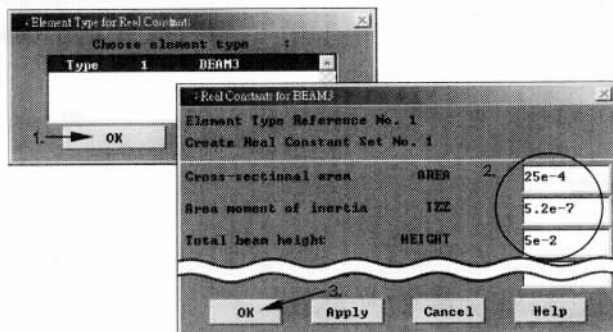 Element Type for Real Constants
Choose element type :
Type 1 BEAM3
1. OK
Real Constants for BEAM3
Element Type Reference No. 1
Create Real Constant Set No. 1
2.
Cross-sectional area AREA 25e-4
Area moment of inertia IZZ 5.2e-7
Total beam height HEIGHT 5e-2
3.
OK Apply Cancel Help